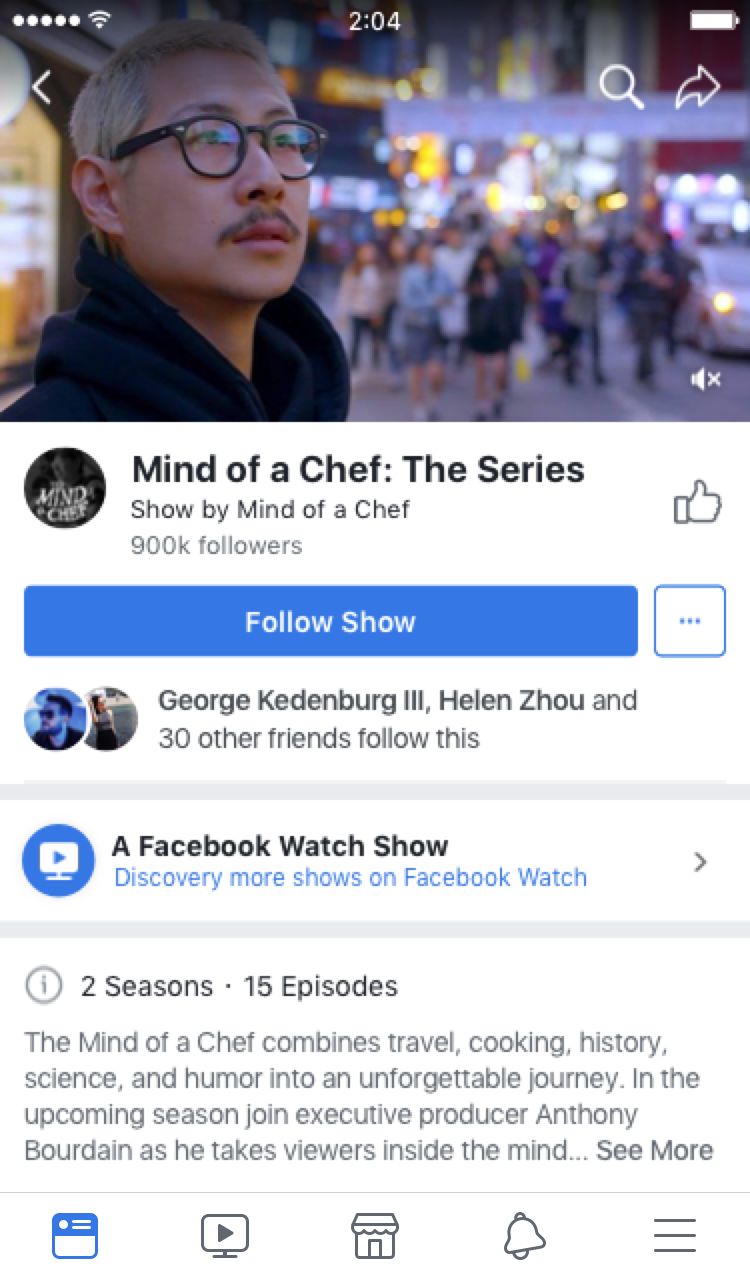 2:04
Mind of a Chef: The Series
MIND
CHEF
Show by Mind of a Chef
900k followers
Follow Show
George Kedenburg III, Helen Zhou and
30 other friends follow this
A Facebook Watch Show
Discovery more shows on Facebook Watch
2 Seasons · 15 Episodes
The Mind of a Chef combines travel, cooking, history,
science, and humor into an unforgettable journey. In the
upcoming season join executive producer Anthony
Bourdain as he takes viewers inside the mind... See More